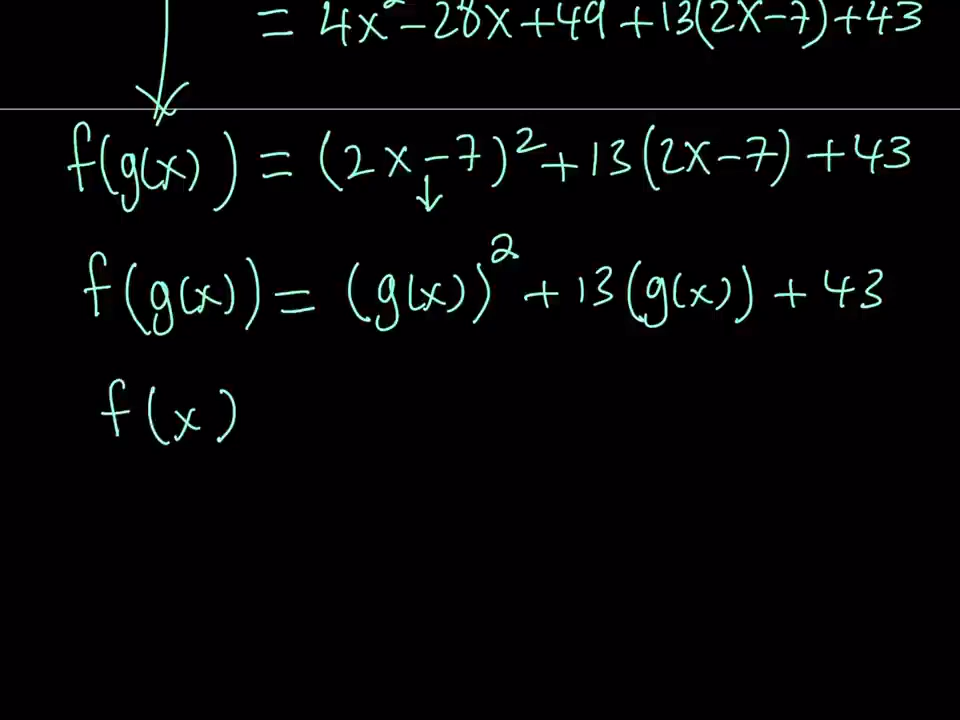 = 4x²-28x+49+13(2x-7)+43
f(g(x)) = (2x-7)²+13(2x-7)+43
f(g(x)) = (g(x))²+13(g(x))+43
f(x)